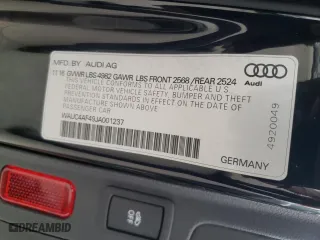 MFD. BY AUDI AG
11/16 GVWR LBS 4982 GAWR LBS FRONT 2568 /REAR 2524
THIS VEHICLE CONFORMS TO ALL APPLICABLE U.S.
FEDERAL MOTOR VEHICLE SAFETY, BUMPER AND THEFT
PREVENTION STANDARDS IN EFFECT ON THE DATE OF
MANUFACTURE SHOWN ABOVE
PASSENGER CAR
WAUC4AF49JA001237
Audi
4920049
GERMANY
DREAMBID